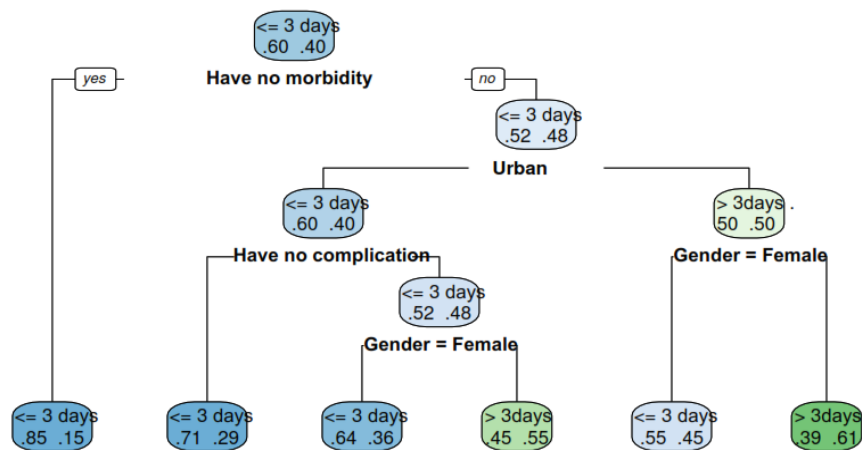 <= 3 days
.60 .40
Have no morbidity
yes
no
<= 3 days
.52 .48
Urban
<= 3 days
.60 .40
> 3days .
50 .50
Have no complication
Gender = Female
<= 3 days
.52 .48
Gender = Female
<= 3 days
.85 .15
<= 3 days
.71 .29
<= 3 days
.64 .36
> 3days
.45 .55
<= 3 days
.55 .45
> 3days
.39 .61